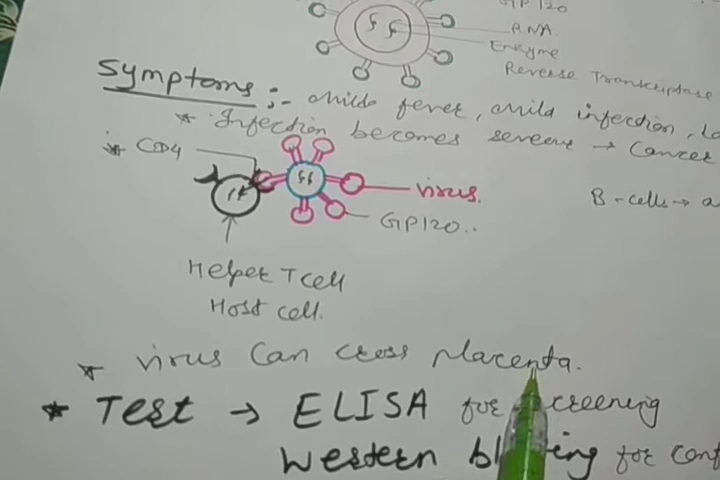 GP120
RNA
Enzyme
Reverse Transcriptase
Symptoms :- Mild fever, mild infection,
* Infection becomes severe → Cancer
* CD4
virus.
B-cells →
GP120..
Helper T cell
Host cell.
* virus can cross placenta.
* Test → ELISA for screening
Western for